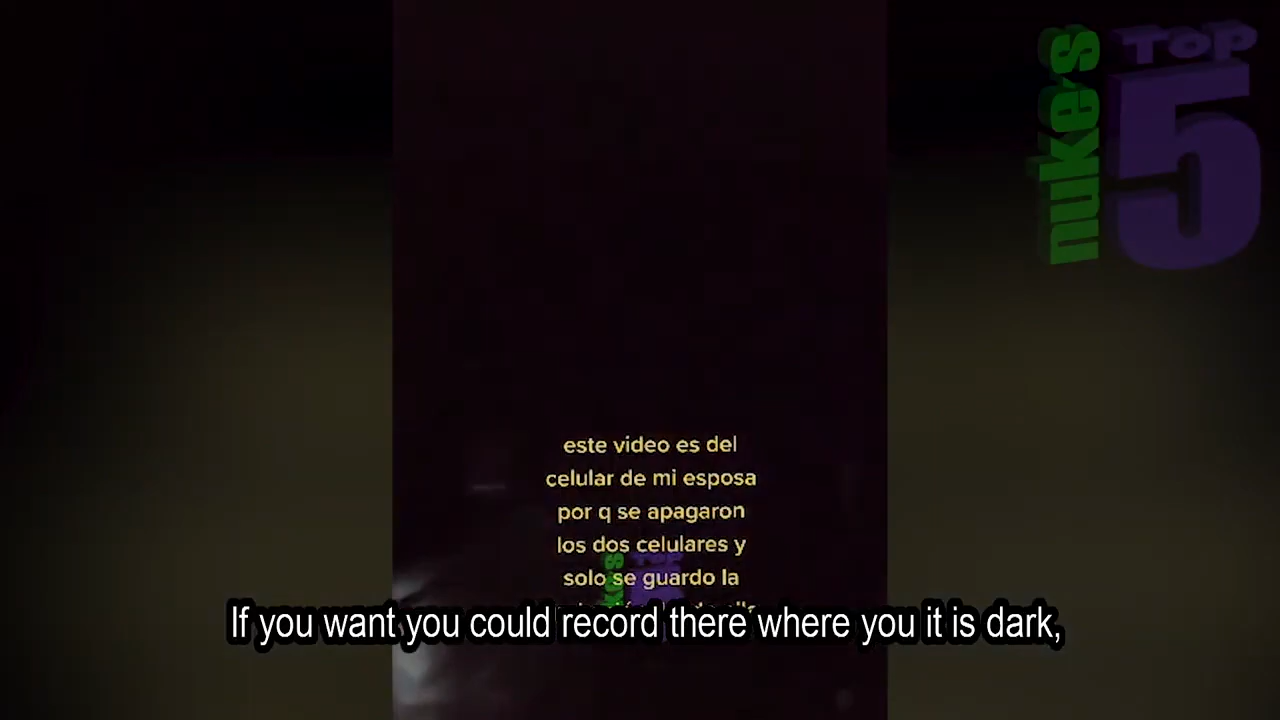 nuke's
Top
5
este video es del
celular de mi esposa
por q se apagaron
los dos celulares y
solo se guardo la
If you want you could record there where you it is dark,